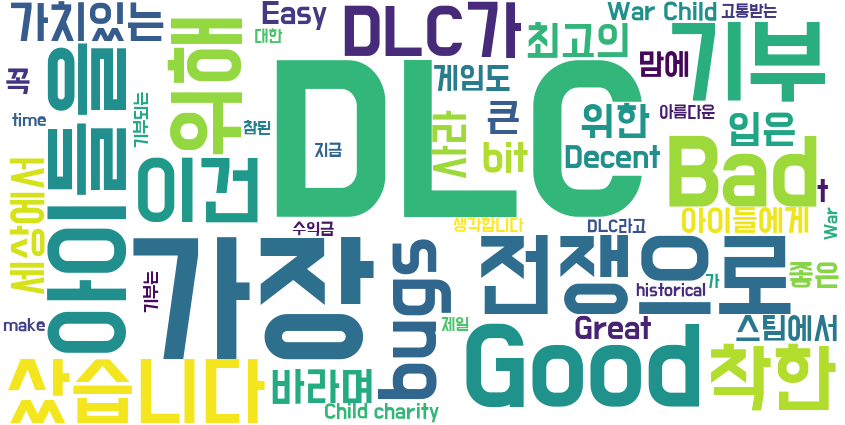 가치있는
Easy
대한
DLC가
War Child
고통받는
최고의
기부
꼭
을
위해
DLC
게임도
맘에
time
기부되는
참된
사라
큰
위한
아름다운
입은
아이들
이건
지금
bit
Decent
Bad
t
세상에서
수익금
생각합니다
DLC라고
아이들에게
War
가장
bugs
전쟁으로
기부는
historical
가
좋은
make
제일
Great
스팀에서
샀습니다
바라며
Good
착한
Child charity